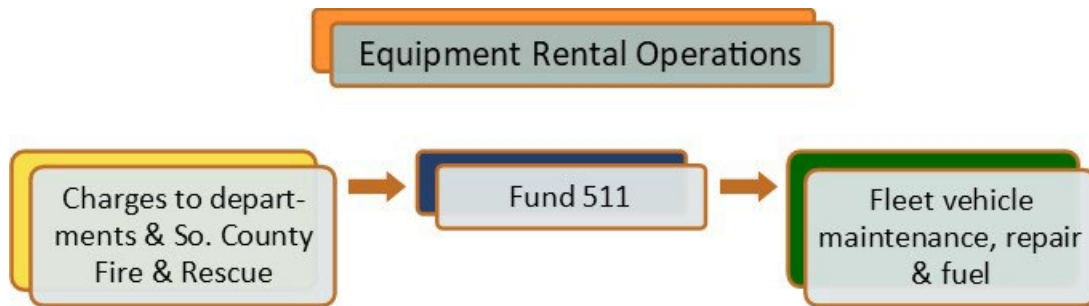 Equipment Rental Operations
Charges to depart-
ments & So. County
Fire & Rescue
Fund 511
Fleet vehicle
maintenance, repair
& fuel